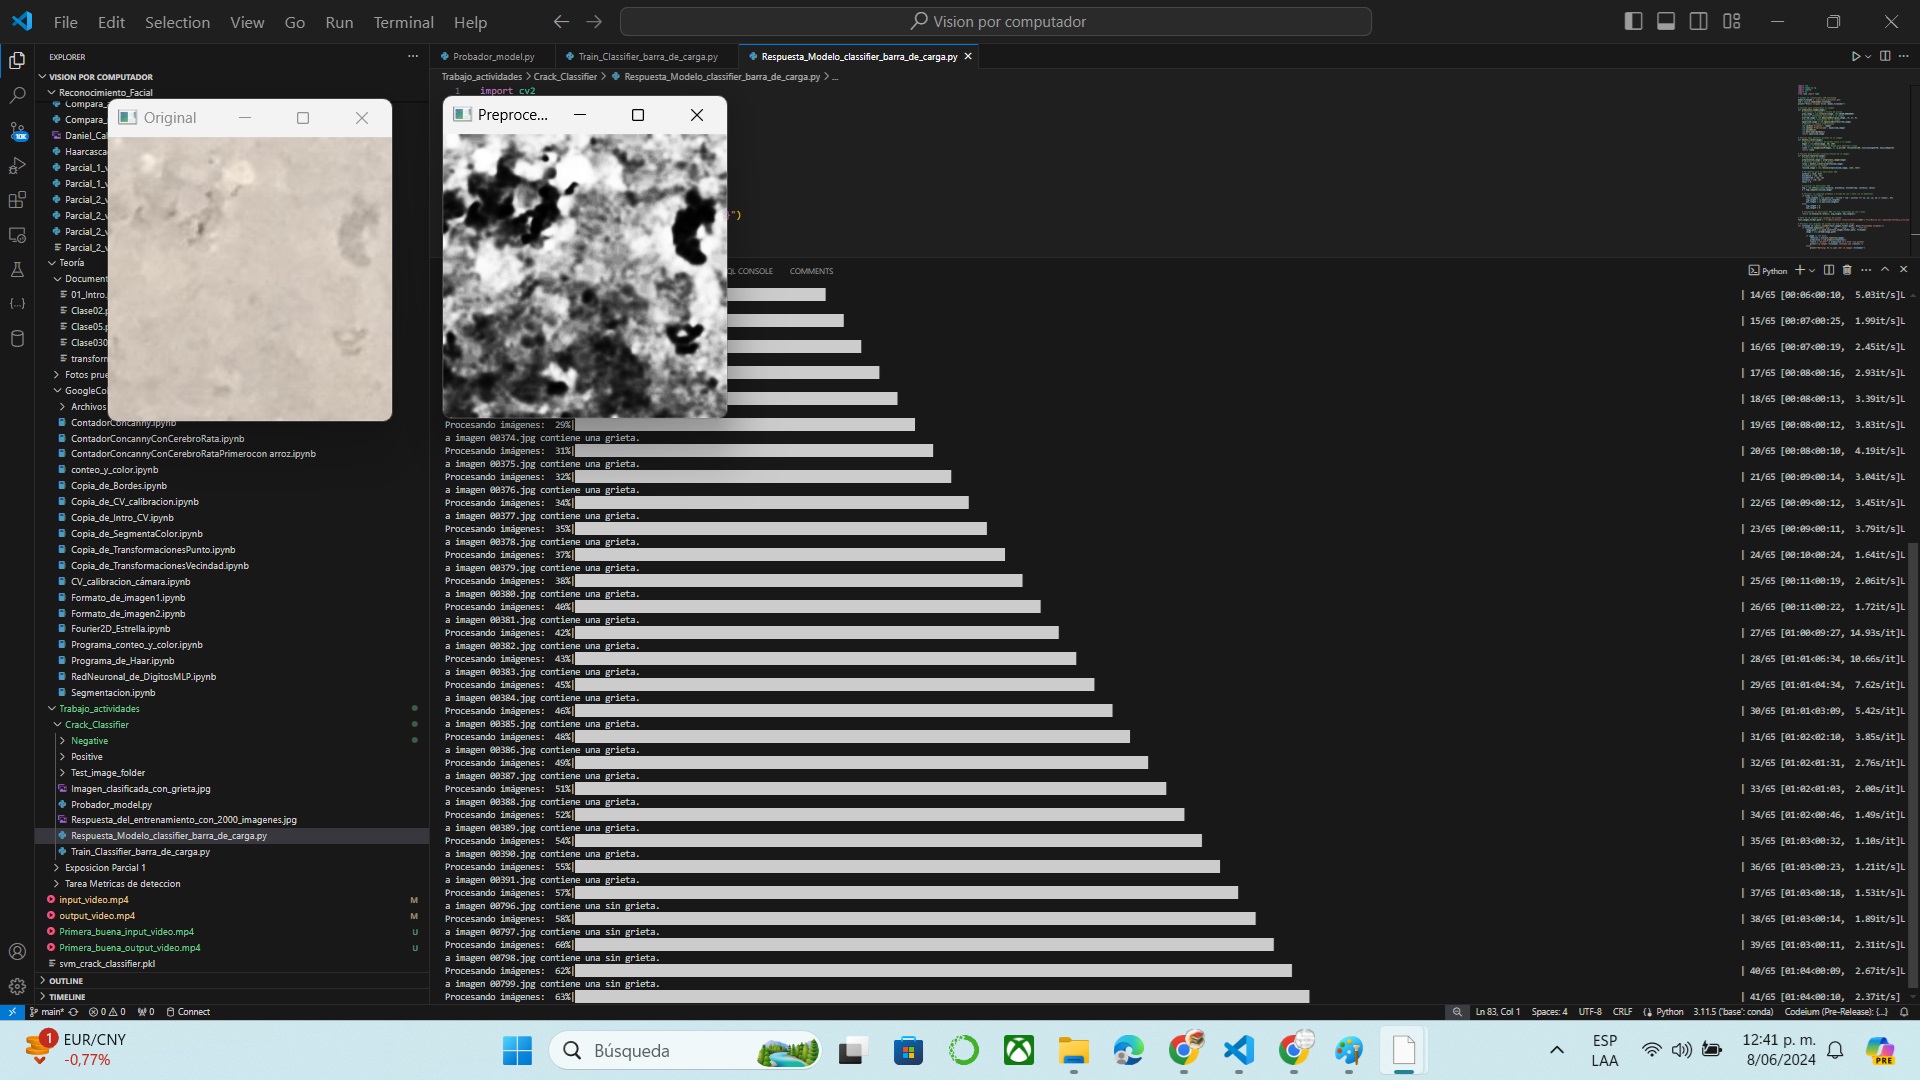 File Edit Selection View Go Run Terminal Help
Vision por computador
EXPLORER
VISION POR COMPUTADOR
Reconocimiento_Facial
Compara_
Compara_
Daniel_Cal
Haarcasca
Parcial_1_v
Parcial_1_v
Parcial_2_v
Parcial_2_v
Parcial_2_v
Parcial_2_v
Teoría
Document
01_Intro.
Clase02.p
Clase05.p
Clase030
transform
Fotos prue
GoogleCol
Archivos
ContadorConcanny.ipynb
ContadorConcannyConCerebroRata.ipynb
ContadorConcannyConCerebroRataPrimerocon arroz.ipynb
conteo_y_color.ipynb
Copia_de_Bordes.ipynb
Copia_de_CV_calibracion.ipynb
Copia_de_Intro_CV.ipynb
Copia_de_SegmentaColor.ipynb
Copia_de_TransformacionesPunto.ipynb
Copia_de_TransformacionesVecindad.ipynb
CV_calibracion_cámara.ipynb
Formato_de_imagen1.ipynb
Formato_de_imagen2.ipynb
Fourier2D_Estrella.ipynb
Programa_conteo_y_color.ipynb
Programa_de_Haar.ipynb
RedNeuronal_de_DigitosMLP.ipynb
Segmentacion.ipynb
Trabajo_actividades
Crack_Classifier
Negative
Positive
Test_image_folder
Imagen_clasificada_con_grieta.jpg
Probador_model.py
Respuesta_del_entrenamiento_con_2000_imagenes.jpg
Respuesta_Modelo_classifier_barra_de_carga.py
Train_Classifier_barra_de_carga.py
Exposicion Parcial 1
Tarea Metricas de deteccion
input_video.mp4 M
output_video.mp4 M
Primera_buena_input_video.mp4 U
Primera_buena_output_video.mp4 U
svm_crack_classifier.pkl
OUTLINE
TIMELINE
Original
Preproce...
Probador_model.py Train_Classifier_barra_de_carga.py Respuesta_Modelo_classifier_barra_de_carga.py
Trabajo_actividades > Crack_Classifier > Respuesta_Modelo_classifier_barra_de_carga.py > ...
1 import cv2
")
QL CONSOLE COMMENTS
Python
| 14/65 [00:06<00:10, 5.03it/s]L
| 15/65 [00:07<00:25, 1.99it/s]L
| 16/65 [00:07<00:19, 2.45it/s]L
| 17/65 [00:08<00:16, 2.93it/s]L
| 18/65 [00:08<00:13, 3.39it/s]L
Procesando imágenes: 29%| | 19/65 [00:08<00:12, 3.83it/s]L
a imagen 00374.jpg contiene una grieta.
Procesando imágenes: 31%| | 20/65 [00:08<00:10, 4.19it/s]L
a imagen 00375.jpg contiene una grieta.
Procesando imágenes: 32%| | 21/65 [00:09<00:14, 3.04it/s]L
a imagen 00376.jpg contiene una grieta.
Procesando imágenes: 34%| | 22/65 [00:09<00:12, 3.45it/s]L
a imagen 00377.jpg contiene una grieta.
Procesando imágenes: 35%| | 23/65 [00:09<00:11, 3.79it/s]L
a imagen 00378.jpg contiene una grieta.
Procesando imágenes: 37%| | 24/65 [00:10<00:24, 1.64it/s]L
a imagen 00379.jpg contiene una grieta.
Procesando imágenes: 38%| | 25/65 [00:11<00:19, 2.06it/s]L
a imagen 00380.jpg contiene una grieta.
Procesando imágenes: 40%| | 26/65 [00:11<00:22, 1.72it/s]L
a imagen 00381.jpg contiene una grieta.
Procesando imágenes: 42%| | 27/65 [01:00<09:27, 14.93s/it]L
a imagen 00382.jpg contiene una grieta.
Procesando imágenes: 43%| | 28/65 [01:01<06:34, 10.66s/it]L
a imagen 00383.jpg contiene una grieta.
Procesando imágenes: 45%| | 29/65 [01:01<04:34, 7.62s/it]L
a imagen 00384.jpg contiene una grieta.
Procesando imágenes: 46%| | 30/65 [01:01<03:09, 5.42s/it]L
a imagen 00385.jpg contiene una grieta.
Procesando imágenes: 48%| | 31/65 [01:02<02:10, 3.85s/it]L
a imagen 00386.jpg contiene una grieta.
Procesando imágenes: 49%| | 32/65 [01:02<01:31, 2.76s/it]L
a imagen 00387.jpg contiene una grieta.
Procesando imágenes: 51%| | 33/65 [01:02<01:03, 2.00s/it]L
a imagen 00388.jpg contiene una grieta.
Procesando imágenes: 52%| | 34/65 [01:02<00:46, 1.49s/it]L
a imagen 00389.jpg contiene una grieta.
Procesando imágenes: 54%| | 35/65 [01:03<00:32, 1.10s/it]L
a imagen 00390.jpg contiene una grieta.
Procesando imágenes: 55%| | 36/65 [01:03<00:23, 1.21it/s]L
a imagen 00391.jpg contiene una grieta.
Procesando imágenes: 57%| | 37/65 [01:03<00:18, 1.53it/s]L
a imagen 00796.jpg contiene una sin grieta.
Procesando imágenes: 58%| | 38/65 [01:03<00:14, 1.89it/s]L
a imagen 00797.jpg contiene una sin grieta.
Procesando imágenes: 60%| | 39/65 [01:03<00:11, 2.31it/s]L
a imagen 00798.jpg contiene una sin grieta.
Procesando imágenes: 62%| | 40/65 [01:04<00:09, 2.67it/s]L
a imagen 00799.jpg contiene una sin grieta.
Procesando imágenes: 63%| | 41/65 [01:04<00:10, 2.37it/s]
10K
main* 0 0 0 Connect
Ln 83, Col 1 Spaces: 4 UTF-8 CRLF Python 3.11.5 ('base': conda) Codeium (Pre-Release): {...}
1
EUR/CNY
-0,77%
Búsqueda
ESP
LAA
12:41 p. m.
8/06/2024
PRE